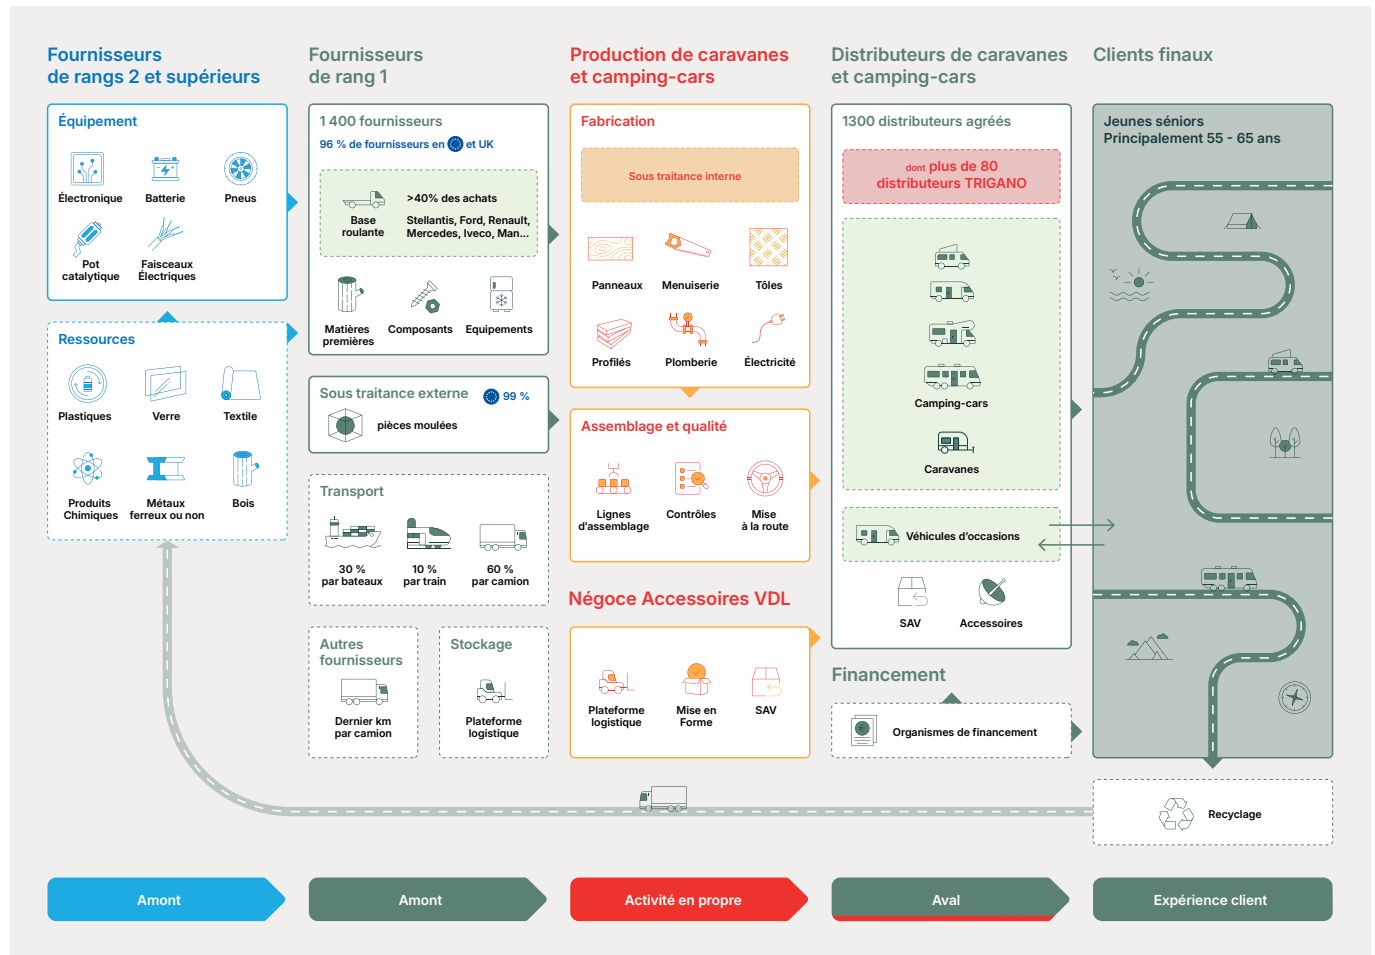 Fournisseurs
de rangs 2 et supérieurs
Équipement
Électronique
Batterie
Pneus
Pot
catalytique
Faisceaux
Électriques
Ressources
Plastiques
Verre
Textile
Produits
Chimiques
Métaux
ferreux ou non
Bois
Fournisseurs
de rang 1
1 400 fournisseurs
96 % de fournisseurs en et UK
Base
roulante
>40% des achats
Stellantis, Ford, Renault,
Mercedes, Iveco, Man...
Matières
premières
Composants
Equipements
Sous traitance externe
99 %
pièces moulées
Transport
30 %
par bateaux
10 %
par train
60 %
par camion
Autres
fournisseurs
Dernier km
par camion
Stockage
Plateforme
logistique
Production de caravanes
et camping-cars
Fabrication
Sous traitance interne
Panneaux
Menuiserie
Tôles
Profilés
Plomberie
Électricité
Assemblage et qualité
Lignes
d'assemblage
Contrôles
Mise
à la route
Négoce Accessoires VDL
Plateforme
logistique
Mise en
Forme
SAV
Distributeurs de caravanes
et camping-cars
1300 distributeurs agréés
dont plus de 80
distributeurs TRIGANO
Camping-cars
Caravanes
Véhicules d'occasions
SAV
Accessoires
Financement
Organismes de financement
Clients finaux
Jeunes séniors
Principalement 55 - 65 ans
Recyclage
Amont
Amont
Activité en propre
Aval
Expérience client